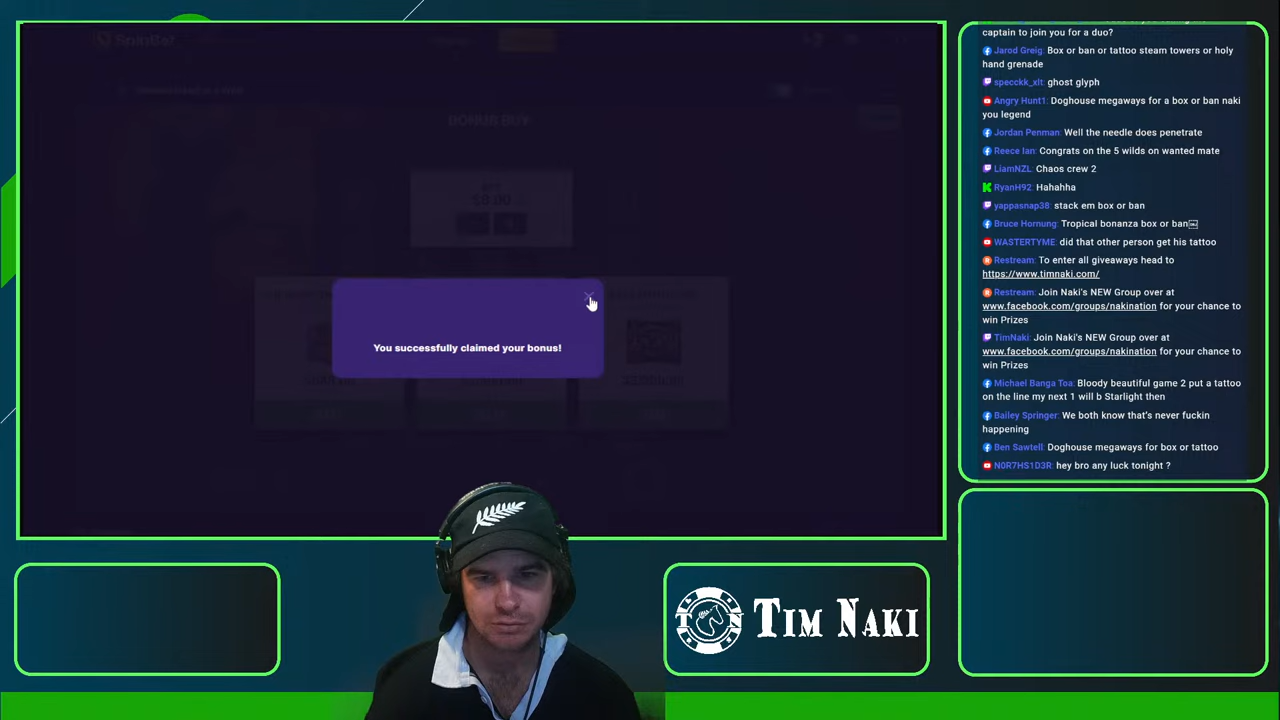 BONUS BUY
You successfully claimed your bonus!
captain to join you for a duo?
Jarod Greig: Box or ban or tattoo steam towers or holy
hand grenade
specckk_xlt: ghost glyph
Angry Hunt1: Doghouse megaways for a box or ban naki
you legend
Jordan Penman: Well the needle does penetrate
Reece Ian: Congrats on the 5 wilds on wanted mate
LiamNZL: Chaos crew 2
RyanH92: Hahahha
yappasnap38: stack em box or ban
Bruce Hornung: Tropical bonanza box or ban
WASTERTYME: did that other person get his tattoo
Restream: To enter all giveaways head to
https://www.timnaki.com/
Restream: Join Naki's NEW Group over at
www.facebook.com/groups/nakination for your chance to
win Prizes
TimNaki: Join Naki's NEW Group over at
www.facebook.com/groups/nakination for your chance to
win Prizes
Michael Banga Toa: Bloody beautiful game 2 put a tattoo
on the line my next 1 will b Starlight then
Bailey Springer: We both know that's never fuckin
happening
Ben Sawtell: Doghouse megaways for box or tattoo
N0R7HS1D3R: hey bro any luck tonight ?
T N
TIM NAKI